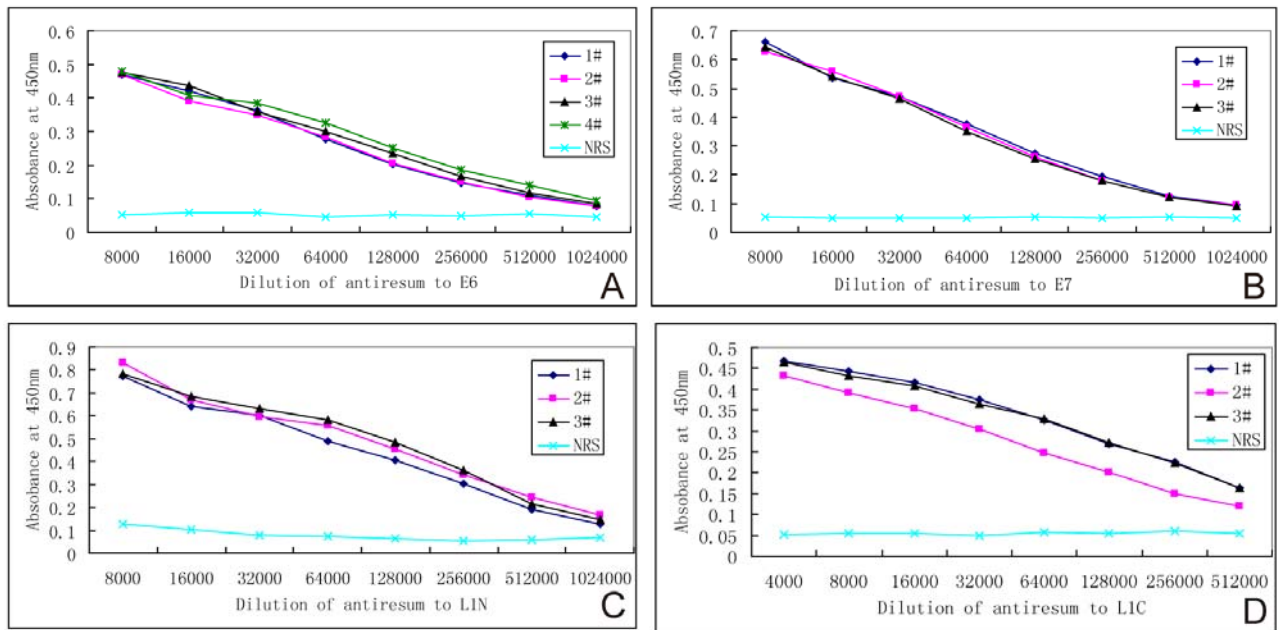 Absobance at 450nm
0.6
0.5
0.4
0.3
0.2
0.1
0
8000 16000 32000 64000 128000 256000 512000 1024000
Dilution of antiresum to E6
1#
2#
3#
4#
NRS
A
Absobance at 450nm
0.7
0.6
0.5
0.4
0.3
0.2
0.1
0
8000 16000 32000 64000 128000 256000 512000 1024000
Dilution of antiresum to E7
1#
2#
3#
NRS
B
Absobance at 450nm
0.9
0.8
0.7
0.6
0.5
0.4
0.3
0.2
0.1
0
8000 16000 32000 64000 128000 256000 512000 1024000
Dilution of antiresum to L1N
1#
2#
3#
NRS
C
Absobance at 450nm
0.5
0.45
0.4
0.35
0.3
0.25
0.2
0.15
0.1
0.05
0
4000 8000 16000 32000 64000 128000 256000 512000
Dilution of antiresum to L1C
1#
2#
3#
NRS
D